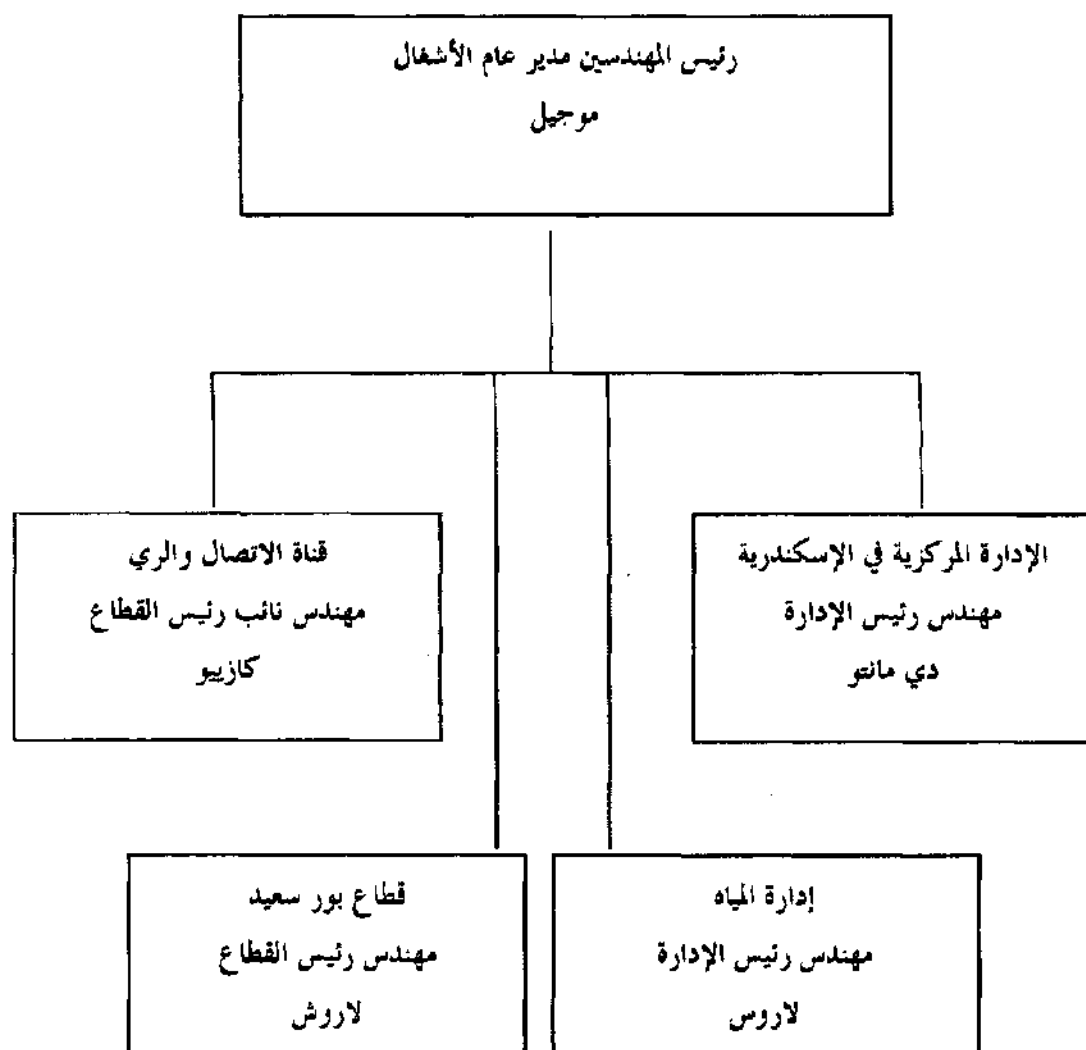 رئيس المهندسين مدير عام الأشغال
موجيل
الإدارة المركزية في الإسكندرية
مهندس رئيس الإدارة
دي مانتو
قناة الاتصال والري
مهندس نائب رئيس القطاع
كازييو
إدارة المياه
مهندس رئيس الإدارة
لاروس
قطاع بور سعيد
مهندس رئيس القطاع
لاروش